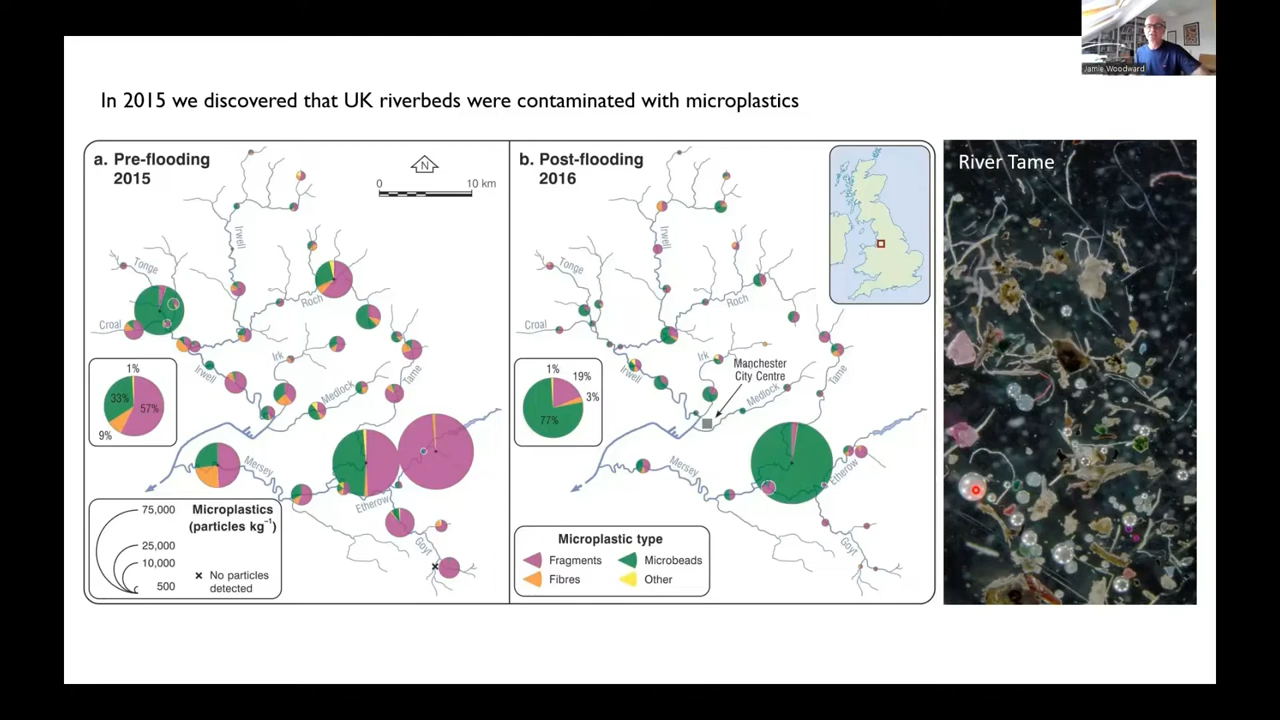 Jamie Woodward
In 2015 we discovered that UK riverbeds were contaminated with microplastics
a. Pre-flooding
2015
N
0 10 km
Irwell
Tonge
Croal
Roch
Irk
Irwell
Medlock
Tame
Mersey
Etherow
Goyt
1%
33%
57%
9%
75,000
25,000
10,000
500
Microplastics
(particles kg⁻¹)
x No particles
detected
b. Post-flooding
2016
Irwell
Tonge
Croal
Roch
Irk
Manchester
City Centre
Irwell
Medlock
Tame
Mersey
Etherow
Goyt
1%
19%
3%
77%
Microplastic type
Fragments Microbeads
Fibres Other
River Tame